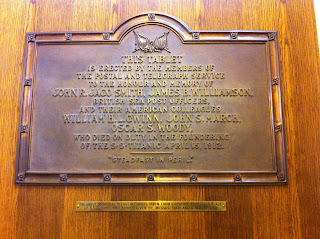 THIS TABLET
IS ERECTED BY THE MEMBERS OF
THE POSTAL AND TELEGRAPH SERVICE
TO THE HONOUR AND MEMORY OF
JOHN R. JAGO SMITH, JAMES B. WILLIAMSON,
BRITISH SEA POST OFFICERS,
AND THEIR AMERICAN COLLEAGUES
WILLIAM H. L. GWINN, JOHN S. MARCH,
OSCAR S. WOODY,
WHO DIED ON DUTY IN THE FOUNDERING
OF THE S·S·TITANIC APRIL 15, 1912.
"STEADFAST IN PERIL"